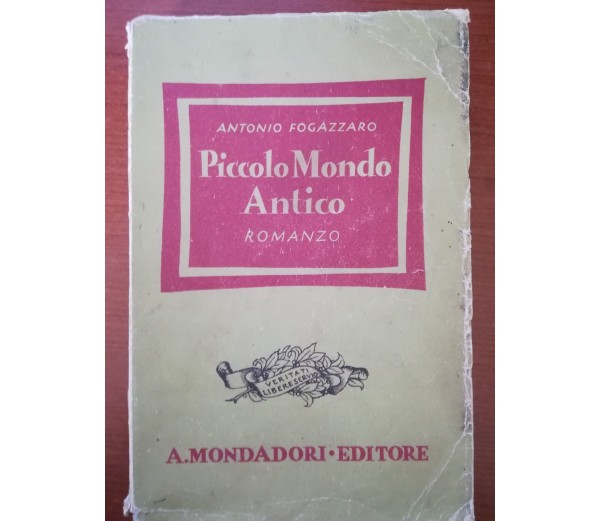 ANTONIO FOGAZZARO
Piccolo Mondo
Antico
ROMANZO
VERITATI
LIBERE SERVIO
A. MONDADORI • EDITORE